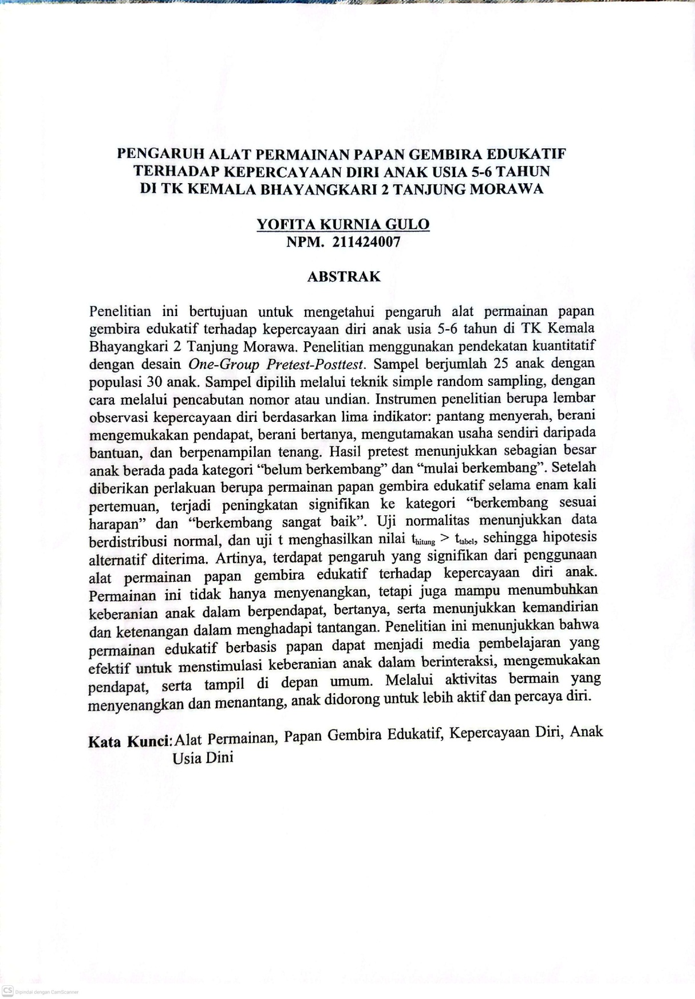 PENGARUH ALAT PERMAINAN PAPAN GEMBIRA EDUKATIF
TERHADAP KEPERCAYAAN DIRI ANAK USIA 5-6 TAHUN
DI TK KEMALA BHAYANGKARI 2 TANJUNG MORAWA
YOFITA KURNIA GULO
NPM. 211424007
ABSTRAK
Penelitian ini bertujuan untuk mengetahui pengaruh alat permainan papan
gembira edukatif terhadap kepercayaan diri anak usia 5-6 tahun di TK Kemala
Bhayangkari 2 Tanjung Morawa. Penelitian menggunakan pendekatan kuantitatif
dengan desain One-Group Pretest-Posttest. Sampel berjumlah 25 anak dengan
populasi 30 anak. Sampel dipilih melalui teknik simple random sampling, dengan
cara melalui pencabutan nomor atau undian. Instrumen penelitian berupa lembar
observasi kepercayaan diri berdasarkan lima indikator: pantang menyerah, berani
mengemukakan pendapat, berani bertanya, mengutamakan usaha sendiri daripada
bantuan, dan berpenampilan tenang. Hasil pretest menunjukkan sebagian besar
anak berada pada kategori “belum berkembang” dan “mulai berkembang”. Setelah
diberikan perlakuan berupa permainan papan gembira edukatif selama enam kali
pertemuan, terjadi peningkatan signifikan ke kategori “berkembang sesuai
harapan” dan “berkembang sangat baik”. Uji normalitas menunjukkan data
berdistribusi normal, dan uji t menghasilkan nilai thitung > ttabel, sehingga hipotesis
alternatif diterima. Artinya, terdapat pengaruh yang signifikan dari penggunaan
alat permainan papan gembira edukatif terhadap kepercayaan diri anak.
Permainan ini tidak hanya menyenangkan, tetapi juga mampu menumbuhkan
keberanian anak dalam berpendapat, bertanya, serta menunjukkan kemandirian
dan ketenangan dalam menghadapi tantangan. Penelitian ini menunjukkan bahwa
permainan edukatif berbasis papan dapat menjadi media pembelajaran yang
efektif untuk menstimulasi keberanian anak dalam berinteraksi, mengemukakan
pendapat, serta tampil di depan umum. Melalui aktivitas bermain yang
menyenangkan dan menantang, anak didorong untuk lebih aktif dan percaya diri.
Kata Kunci: Alat Permainan, Papan Gembira Edukatif, Kepercayaan Diri, Anak
Usia Dini
CS Dipindai dengan CamScanner